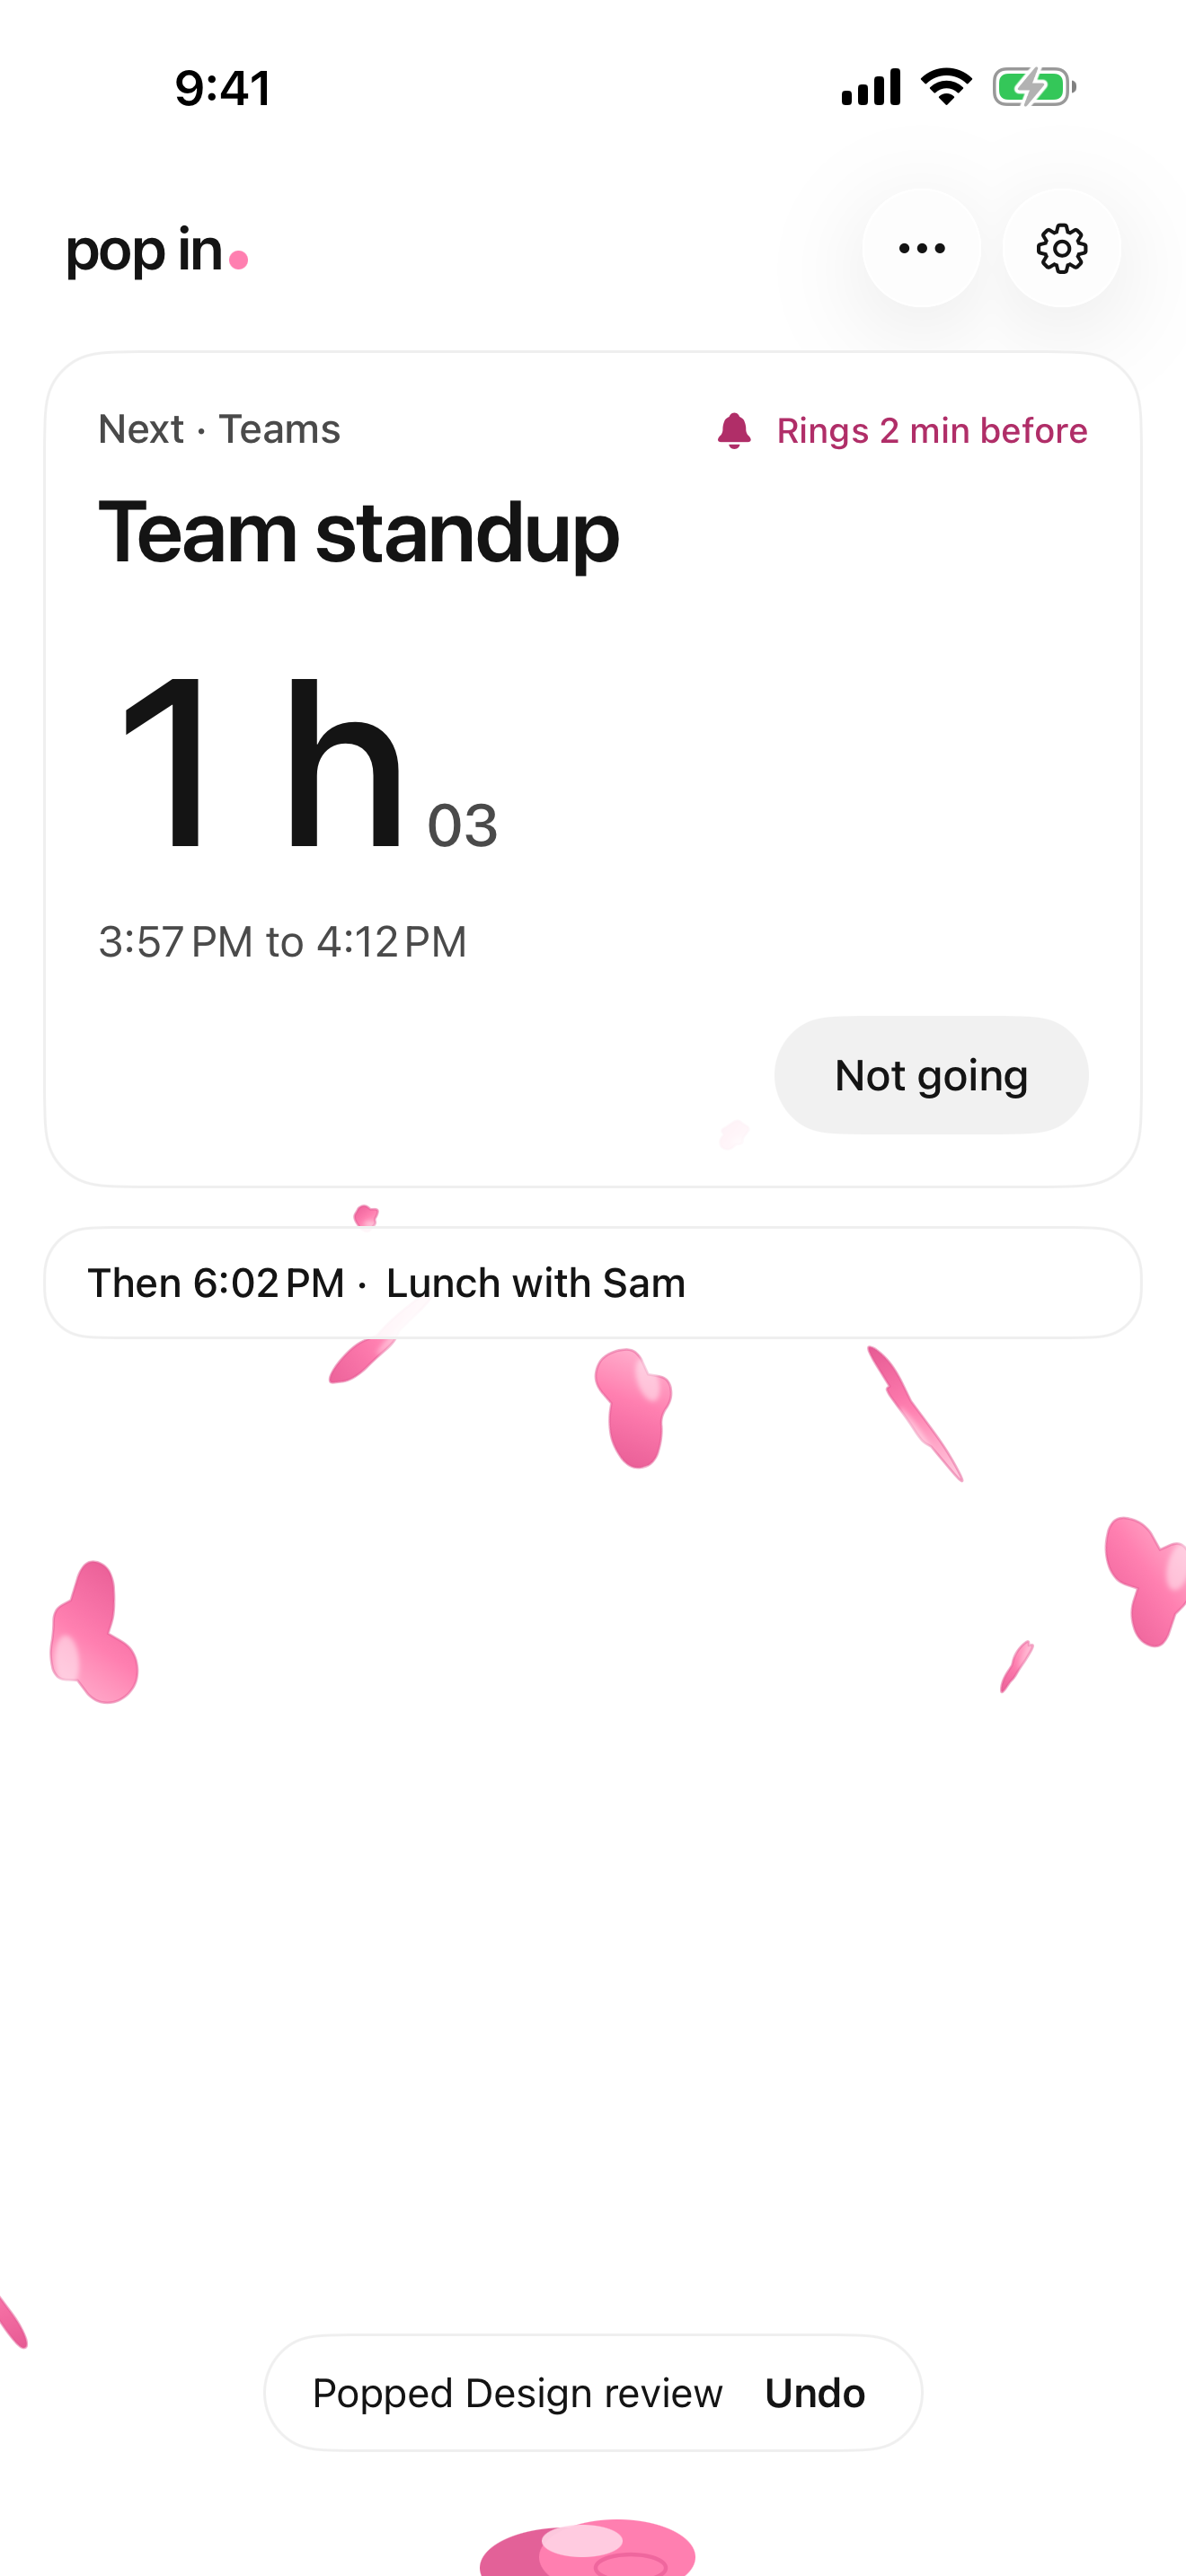 9:41
pop in
Next · Teams
Rings 2 min before
Team standup
1 h 03
3:57 PM to 4:12 PM
Not going
Then 6:02 PM · Lunch with Sam
Popped Design review Undo